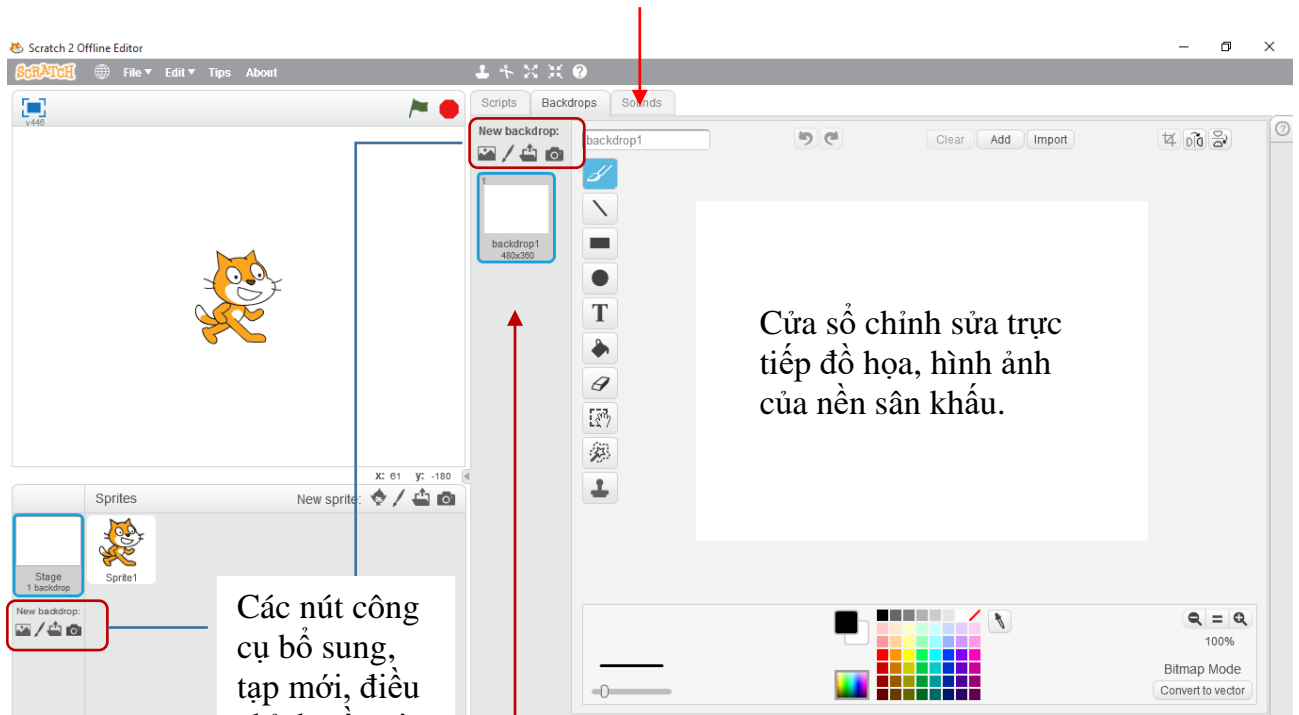 Scratch 2 Offline Editor
SCRATCH File Edit Tips About
v446
Scripts Backdrops Sounds
New backdrop:
backdrop1
Clear Add Import
1
backdrop1
480x360
T
Cửa sổ chỉnh sửa trực
tiếp đồ họa, hình ảnh
của nền sân khấu.
X: 61 y: -180
Sprites New sprite:
Stage
1 backdrop
Sprite1
New backdrop:
Các nút công
cụ bổ sung,
tạp mới, điều
100%
Bitmap Mode
Convert to vector